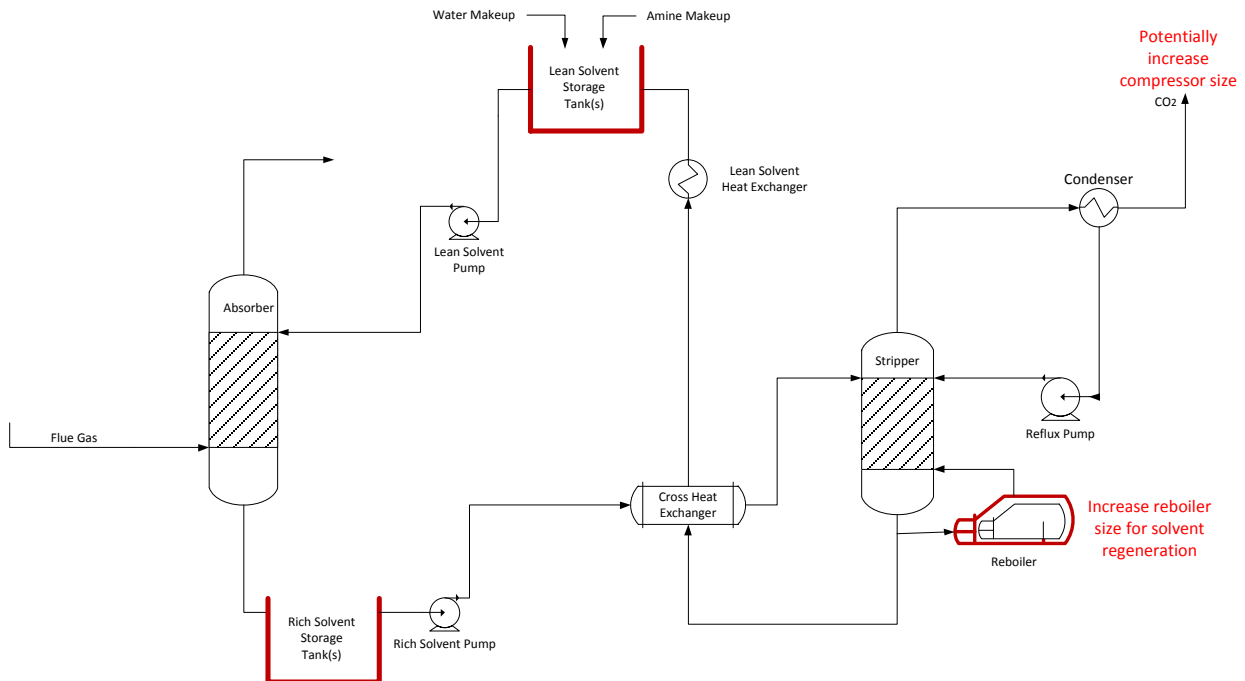 Water Makeup
Amine Makeup
Lean Solvent
Storage
Tank(s)
Potentially
increase
compressor size
CO2
Lean Solvent
Heat Exchanger
Condenser
Lean Solvent
Pump
Absorber
Stripper
Flue Gas
Reflux Pump
Cross Heat
Exchanger
Increase reboiler
size for solvent
regeneration
Reboiler
Rich Solvent
Storage
Tank(s)
Rich Solvent Pump